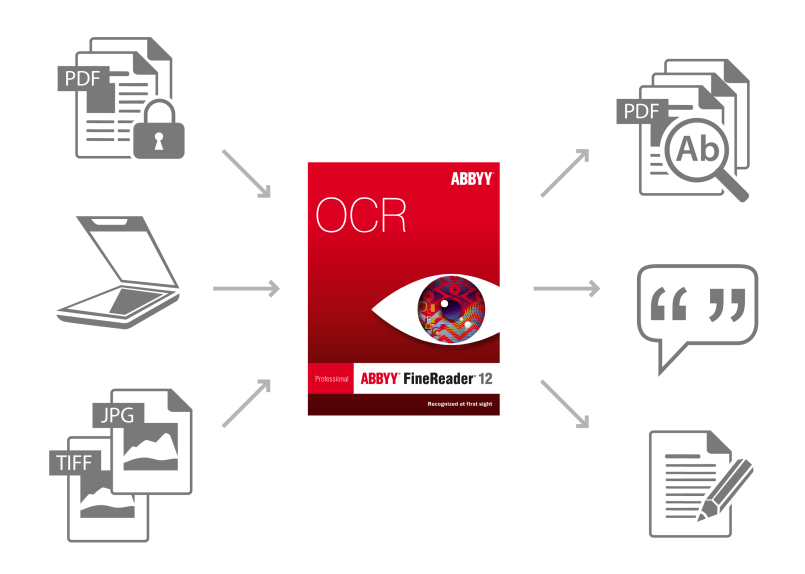 PDF
JPG
TIFF
ABBYY
OCR
Professional
ABBYY FineReader 12
Recognized at first sight
PDF
Ab
“ ”